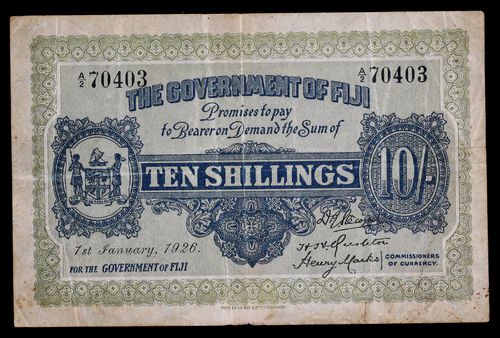 A/2 70403
A/2 70403
THE GOVERNMENT OF FIJI
Promises to pay
to Bearer on Demand the Sum of
TEN SHILLINGS
10/-
1st January, 1926.
Henry Marks
COMMISSIONERS
OF CURRENCY.
FOR THE GOVERNMENT OF FIJI